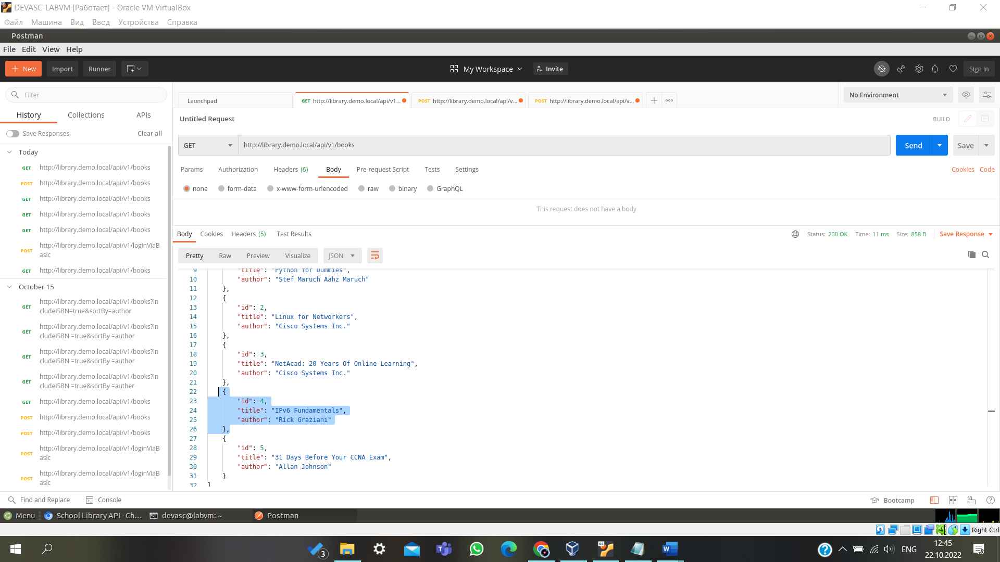 DEVASC-LABVM [Работает] - Oracle VM VirtualBox
Файл Машина Вид Ввод Устройства Справка
Postman
File Edit View Help
New Import Runner My Workspace Invite Sign In
Filter
History Collections APIs
Save Responses Clear all
Today
GET http://library.demo.local/api/v1/books
POST http://library.demo.local/api/v1/books
GET http://library.demo.local/api/v1/books
GET http://library.demo.local/api/v1/books
GET http://library.demo.local/api/v1/books
POST http://library.demo.local/api/v1/loginViaB
asic
GET http://library.demo.local/api/v1/books
October 15
GET http://library.demo.local/api/v1/books?in
cludeISBN=true&sortBy=author
GET http://library.demo.local/api/v1/books?in
cludeISBN =true&sortBy =author
GET http://library.demo.local/api/v1/books?in
cludeISBN =true&sortBy =author
GET http://library.demo.local/api/v1/books?in
cludeISBN =true&sortBy =auther
GET http://library.demo.local/api/v1/books
POST http://library.demo.local/api/v1/books
POST http://library.demo.local/api/v1/books
POST http://library.demo.local/api/v1/loginViaB
asic
POST http://library.demo.local/api/v1/loginViaB
asic
Launchpad GET http://library.demo.local/api/v1... POST http://library.demo.local/api/v... POST http://library.demo.local/api/v... No Environment
Untitled Request BUILD
GET http://library.demo.local/api/v1/books Send Save
Params Authorization Headers (6) Body Pre-request Script Tests Settings Cookies Code
none form-data x-www-form-urlencoded raw binary GraphQL
This request does not have a body
Body Cookies Headers (5) Test Results Status: 200 OK Time: 11 ms Size: 858 B Save Response
Pretty Raw Preview Visualize JSON
9 "title": "Python for Dummies",
10 "author": "Stef Maruch Aahz Maruch"
11 },
12 {
13 "id": 2,
14 "title": "Linux for Networkers",
15 "author": "Cisco Systems Inc."
16 },
17 {
18 "id": 3,
19 "title": "NetAcad: 20 Years Of Online-Learning",
20 "author": "Cisco Systems Inc."
21 },
22 {
23 "id": 4,
24 "title": "IPv6 Fundamentals",
25 "author": "Rick Graziani"
26 },
27 {
28 "id": 5,
29 "title": "31 Days Before Your CCNA Exam",
30 "author": "Allan Johnson"
31 }
32 ]
Find and Replace Console Bootcamp
Menu School Library API - Ch... devasc@labvm: ~ Postman
Right Ctrl
3 64 ENG 12:45
22.10.2022